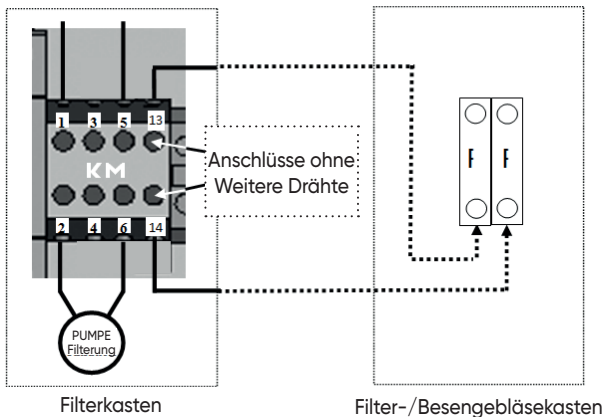 1 3 5 13
KM
2 4 6 14
Anschlüsse ohne
Weitere Drähte
PUMPE
Filterung
Filterkasten
Filter-/Besengebläsekasten